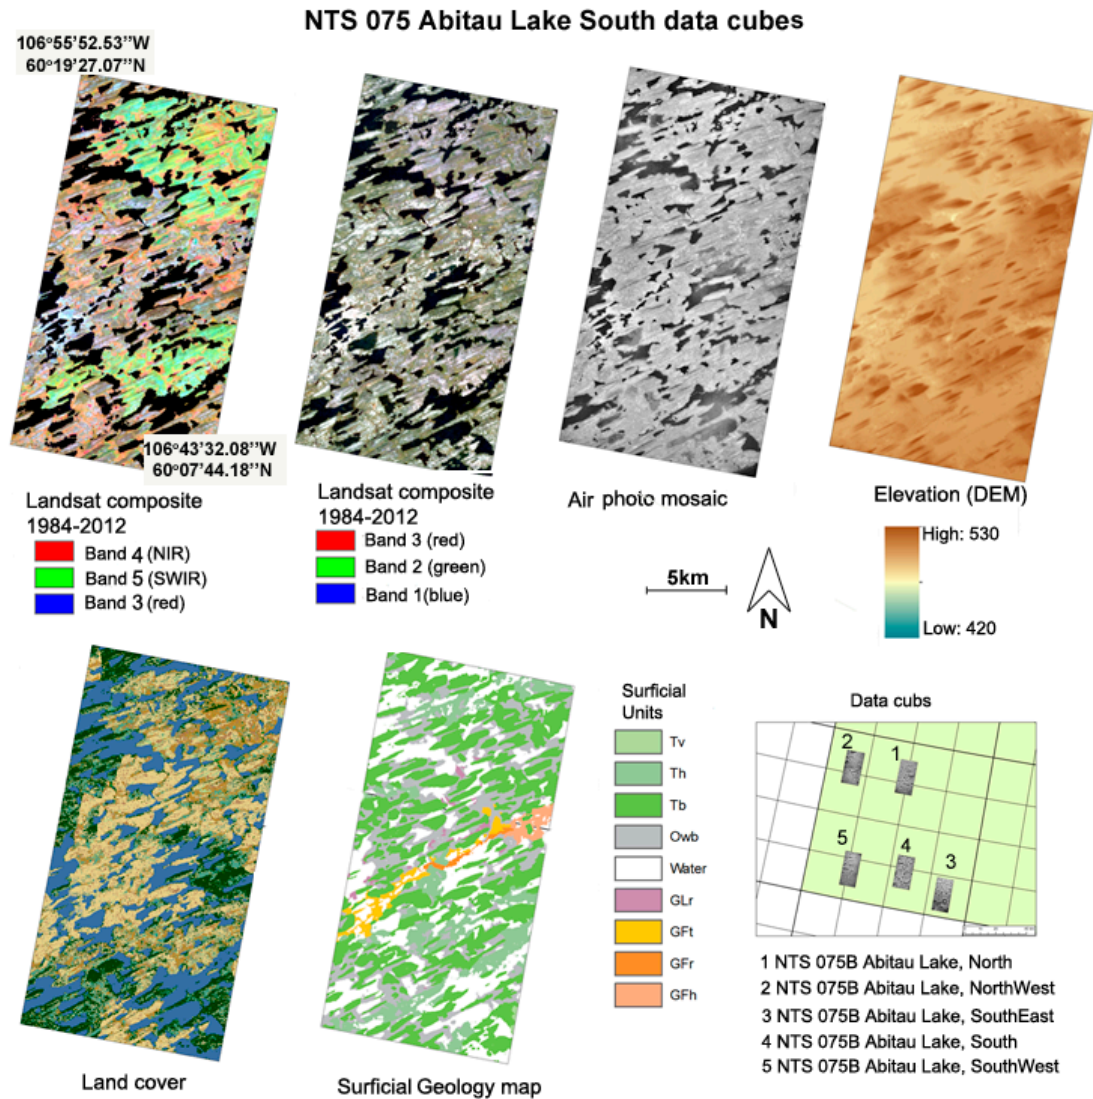 NTS 075 Abitau Lake South data cubes
106°55'52.53''W
60°19'27.07''N
106°43'32.08''W
60°07'44.18''N
Landsat composite
1984-2012
Band 4 (NIR)
Band 5 (SWIR)
Band 3 (red)
Landsat composite
1984-2012
Band 3 (red)
Band 2 (green)
Band 1(blue)
Air photo mosaic
5km
N
Elevation (DEM)
High: 530
Low: 420
Land cover
Surficial Geology map
Surficial
Units
Tv
Th
Tb
Owb
Water
GLr
GFt
GFr
GFh
Data cubs
2
1
5
4
3
1 NTS 075B Abitau Lake, North
2 NTS 075B Abitau Lake, NorthWest
3 NTS 075B Abitau Lake, SouthEast
4 NTS 075B Abitau Lake, South
5 NTS 075B Abitau Lake, SouthWest